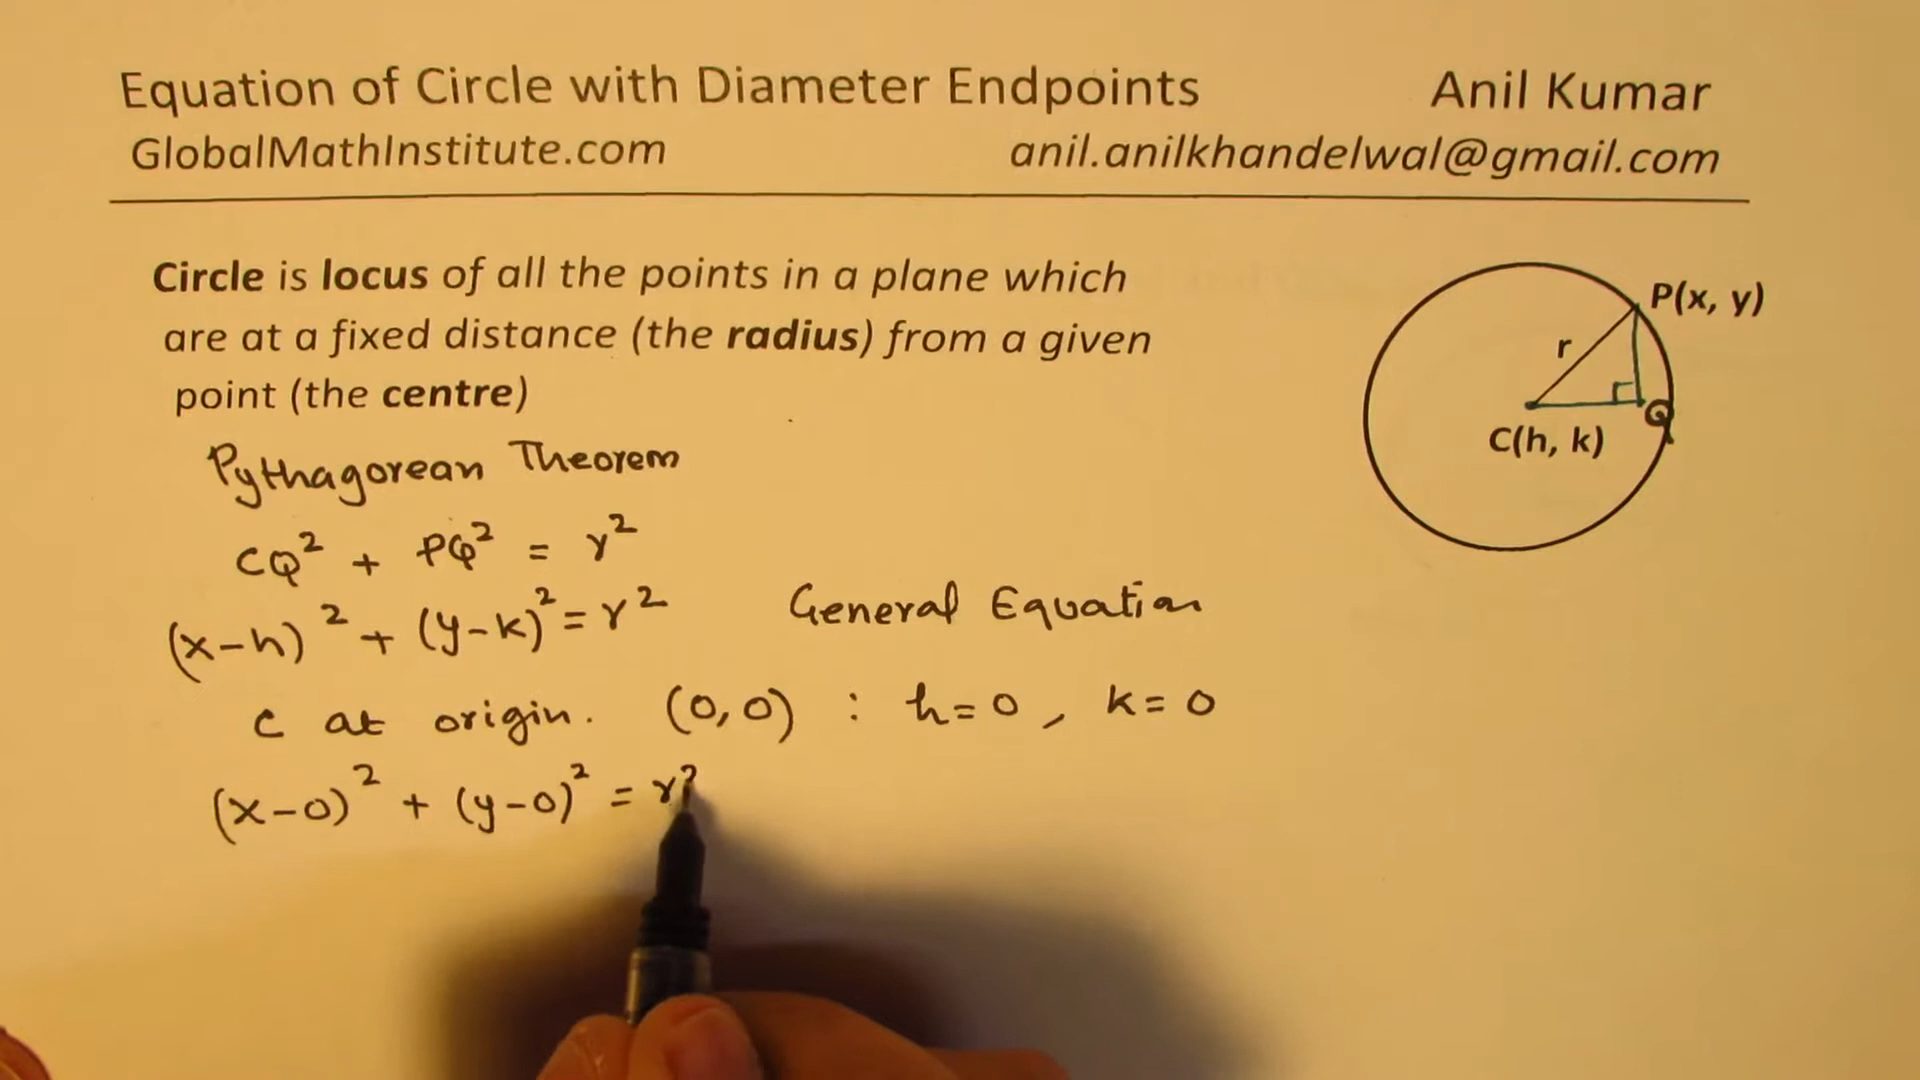 Equation of Circle with Diameter Endpoints Anil Kumar
GlobalMathInstitute.com anil.anilkhandelwal@gmail.com
Circle is locus of all the points in a plane which
are at a fixed distance (the radius) from a given
point (the centre)
P(x, y)
r
Q
C(h, k)
Pythagorean Theorem
CQ² + PQ² = r²
(x-h)² + (y-k)² = r² General Equation
C at origin. (0,0) : h=0, k=0
(x-0)² + (y-0)² = r²